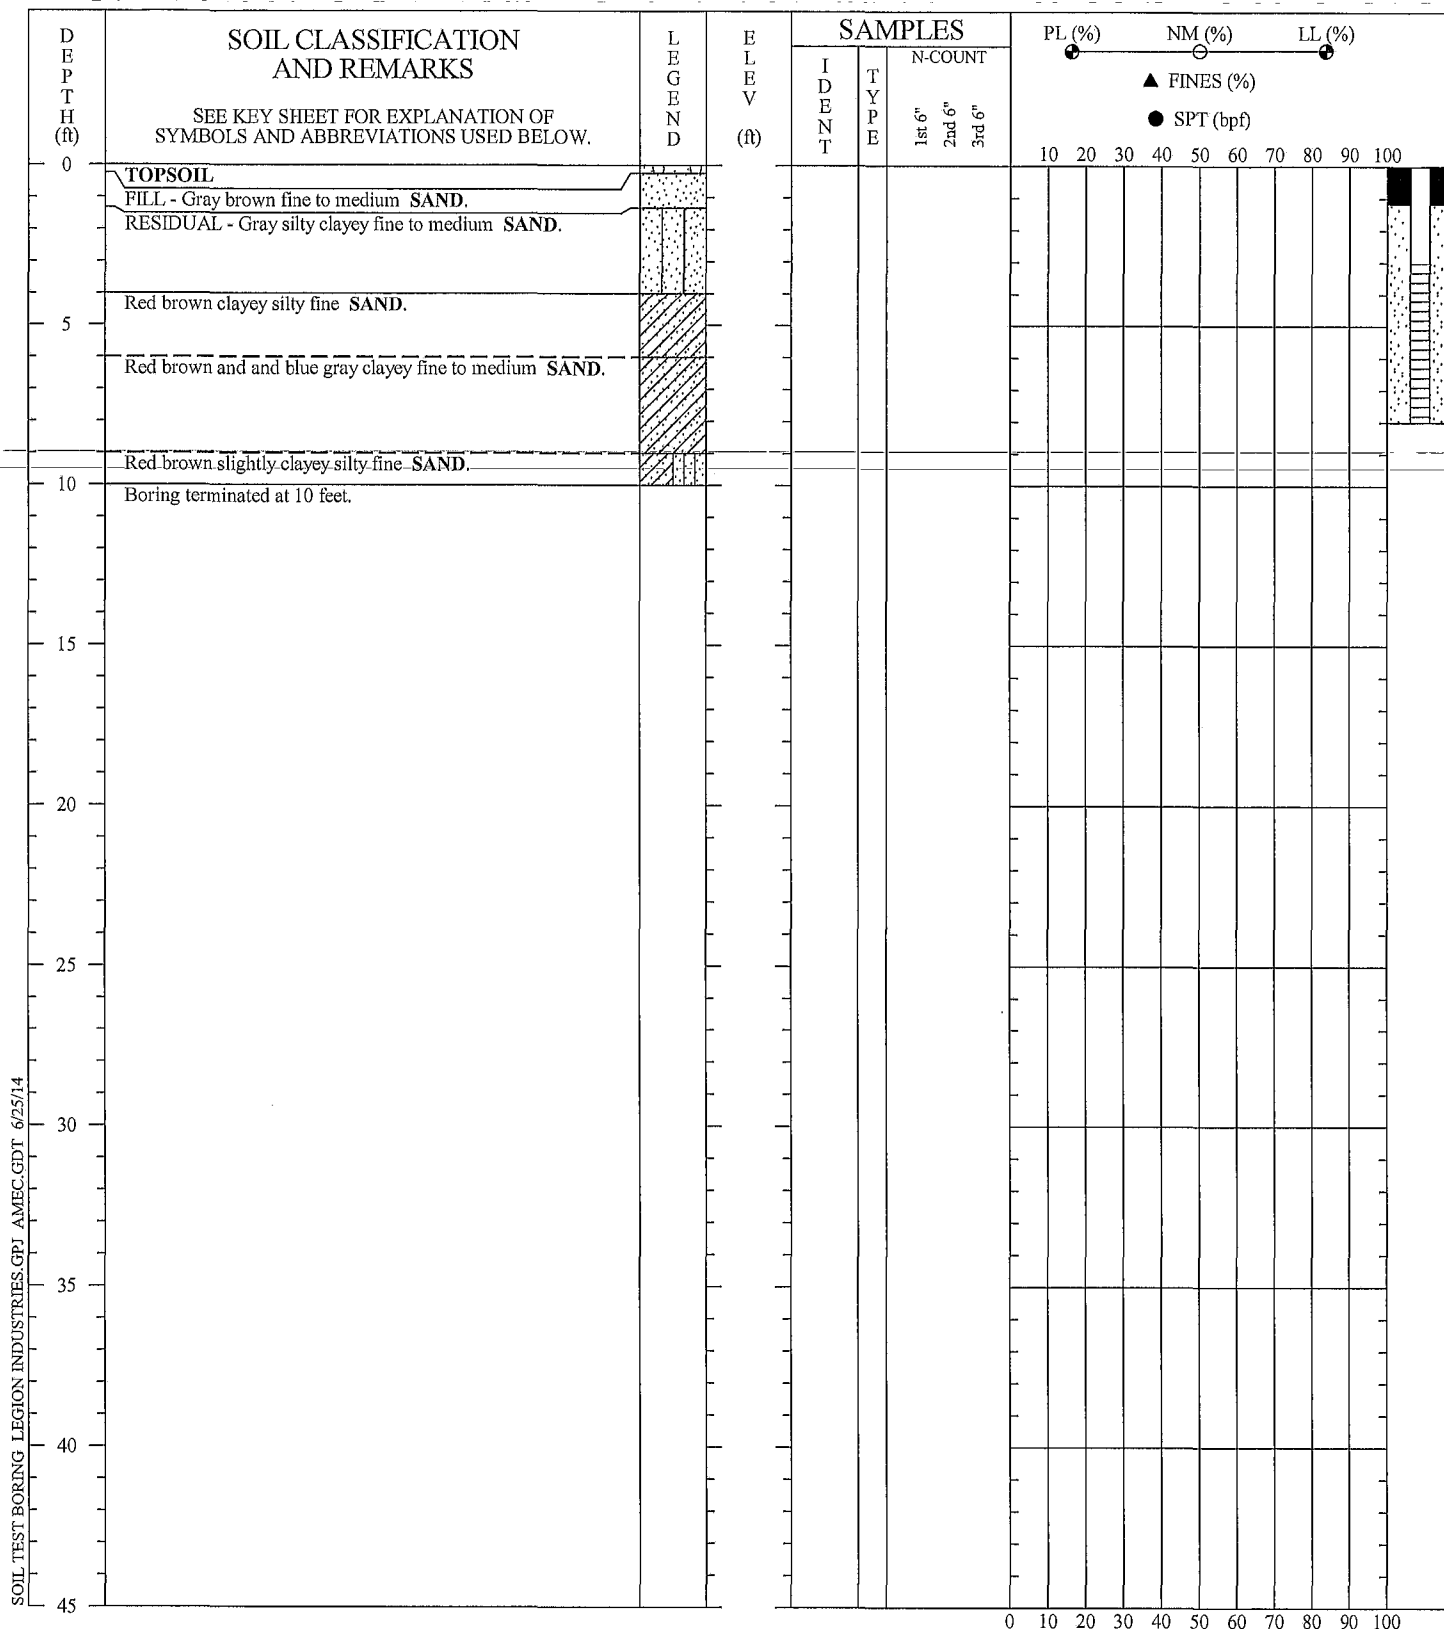 DEPTH
(ft)
SOIL CLASSIFICATION
AND REMARKS
SEE KEY SHEET FOR EXPLANATION OF
SYMBOLS AND ABBREVIATIONS USED BELOW.
LEGEND
ELEV
(ft)
SAMPLES
IDENT
TYPE
N-COUNT
1st 6"
2nd 6"
3rd 6"
PL (%) NM (%) LL (%)
▲ FINES (%)
● SPT (bpf)
10 20 30 40 50 60 70 80 90 100
0
TOPSOIL
FILL - Gray brown fine to medium SAND.
RESIDUAL - Gray silty clayey fine to medium SAND.
Red brown clayey silty fine SAND.
5
Red brown and and blue gray clayey fine to medium SAND.
Red brown slightly clayey silty fine SAND.
10
Boring terminated at 10 feet.
15
20
25
30
35
40
45
0 10 20 30 40 50 60 70 80 90 100
SOIL TEST BORING LEGION INDUSTRIES.GPJ AMEC.GDT 6/25/14